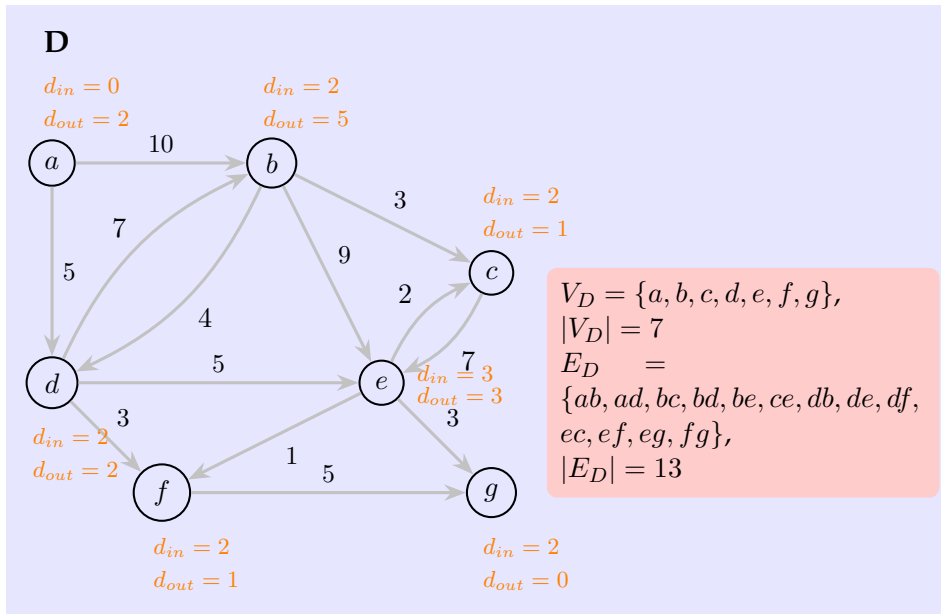 D
d_in = 0
d_out = 2
d_in = 2
d_out = 5
10
a
b
d_in = 2
d_out = 1
3
7
9
5
c
2
4
V_D = {a, b, c, d, e, f, g},
|V_D| = 7
E_D =
{ab, ad, bc, bd, be, ce, db, de, df,
ec, ef, eg, fg},
|E_D| = 13
7
5
d
e
d_in = 3
d_out = 3
3
3
d_in = 2
d_out = 2
1
5
f
g
d_in = 2
d_out = 1
d_in = 2
d_out = 0